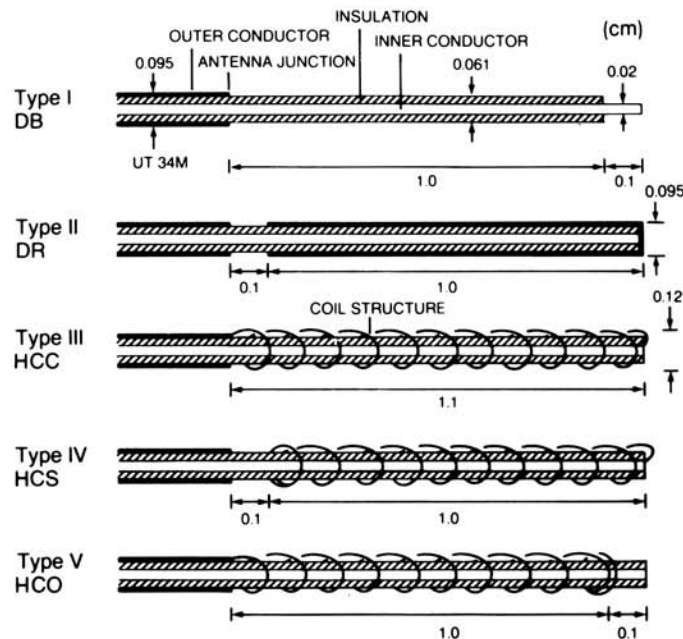 INSULATION
OUTER CONDUCTOR
INNER CONDUCTOR
(cm)
0.095
ANTENNA JUNCTION
0.061
0.02
Type I
DB
UT 34M
1.0
0.1
0.095
Type II
DR
0.1
1.0
COIL STRUCTURE
0.12
Type III
HCC
1.1
Type IV
HCS
0.1
1.0
Type V
HCO
1.0
0.1